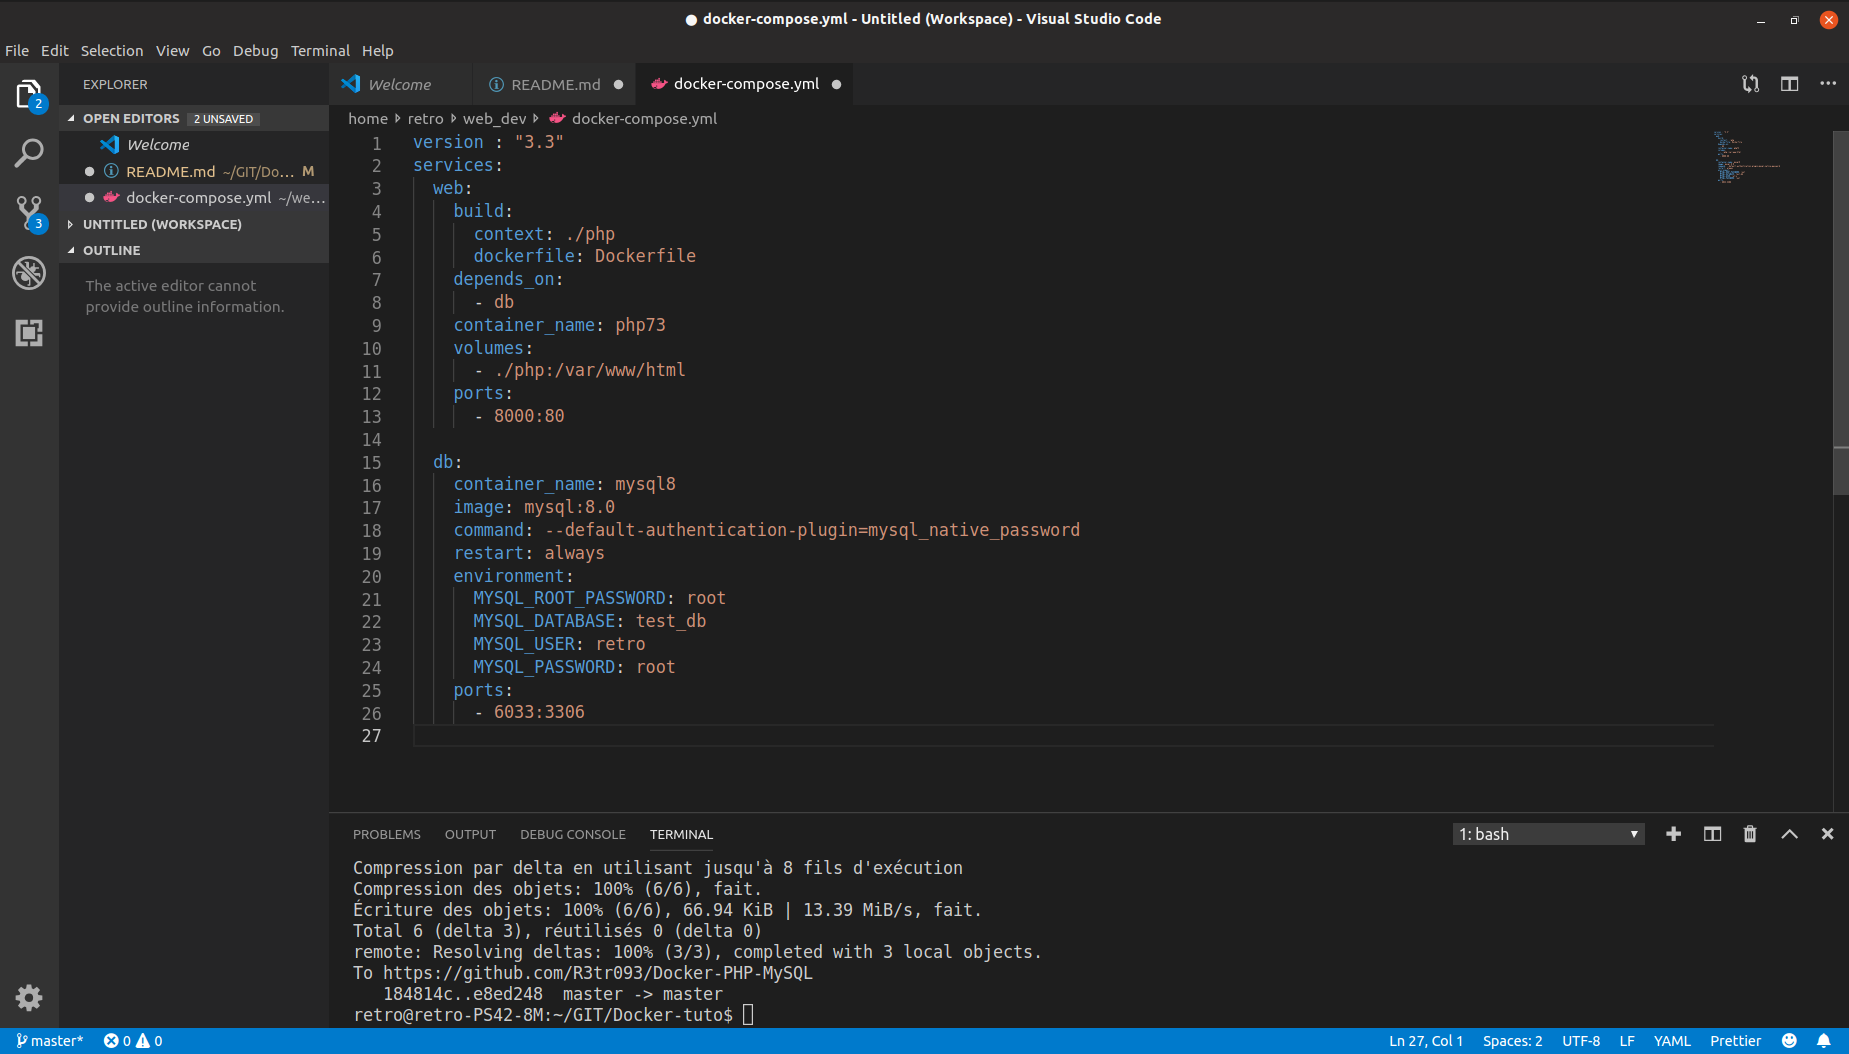 ● docker-compose.yml - Untitled (Workspace) - Visual Studio Code
File Edit Selection View Go Debug Terminal Help
2
3
EXPLORER
OPEN EDITORS 2 UNSAVED
Welcome
README.md ~/GIT/Do... M
docker-compose.yml ~/we...
UNTITLED (WORKSPACE)
OUTLINE
The active editor cannot
provide outline information.
Welcome README.md ● docker-compose.yml ●
home retro web_dev docker-compose.yml
1 version : "3.3"
2 services:
3 web:
4 build:
5 context: ./php
6 dockerfile: Dockerfile
7 depends_on:
8 - db
9 container_name: php73
10 volumes:
11 - ./php:/var/www/html
12 ports:
13 - 8000:80
14
15 db:
16 container_name: mysql8
17 image: mysql:8.0
18 command: --default-authentication-plugin=mysql_native_password
19 restart: always
20 environment:
21 MYSQL_ROOT_PASSWORD: root
22 MYSQL_DATABASE: test_db
23 MYSQL_USER: retro
24 MYSQL_PASSWORD: root
25 ports:
26 - 6033:3306
27
PROBLEMS OUTPUT DEBUG CONSOLE TERMINAL 1: bash
Compression par delta en utilisant jusqu'à 8 fils d'exécution
Compression des objets: 100% (6/6), fait.
Écriture des objets: 100% (6/6), 66.94 KiB | 13.39 MiB/s, fait.
Total 6 (delta 3), réutilisés 0 (delta 0)
remote: Resolving deltas: 100% (3/3), completed with 3 local objects.
To https://github.com/R3tr093/Docker-PHP-MySQL
184814c..e8ed248 master -> master
retro@retro-PS42-8M:~/GIT/Docker-tuto$
master* 0 0 Ln 27, Col 1 Spaces: 2 UTF-8 LF YAML Prettier